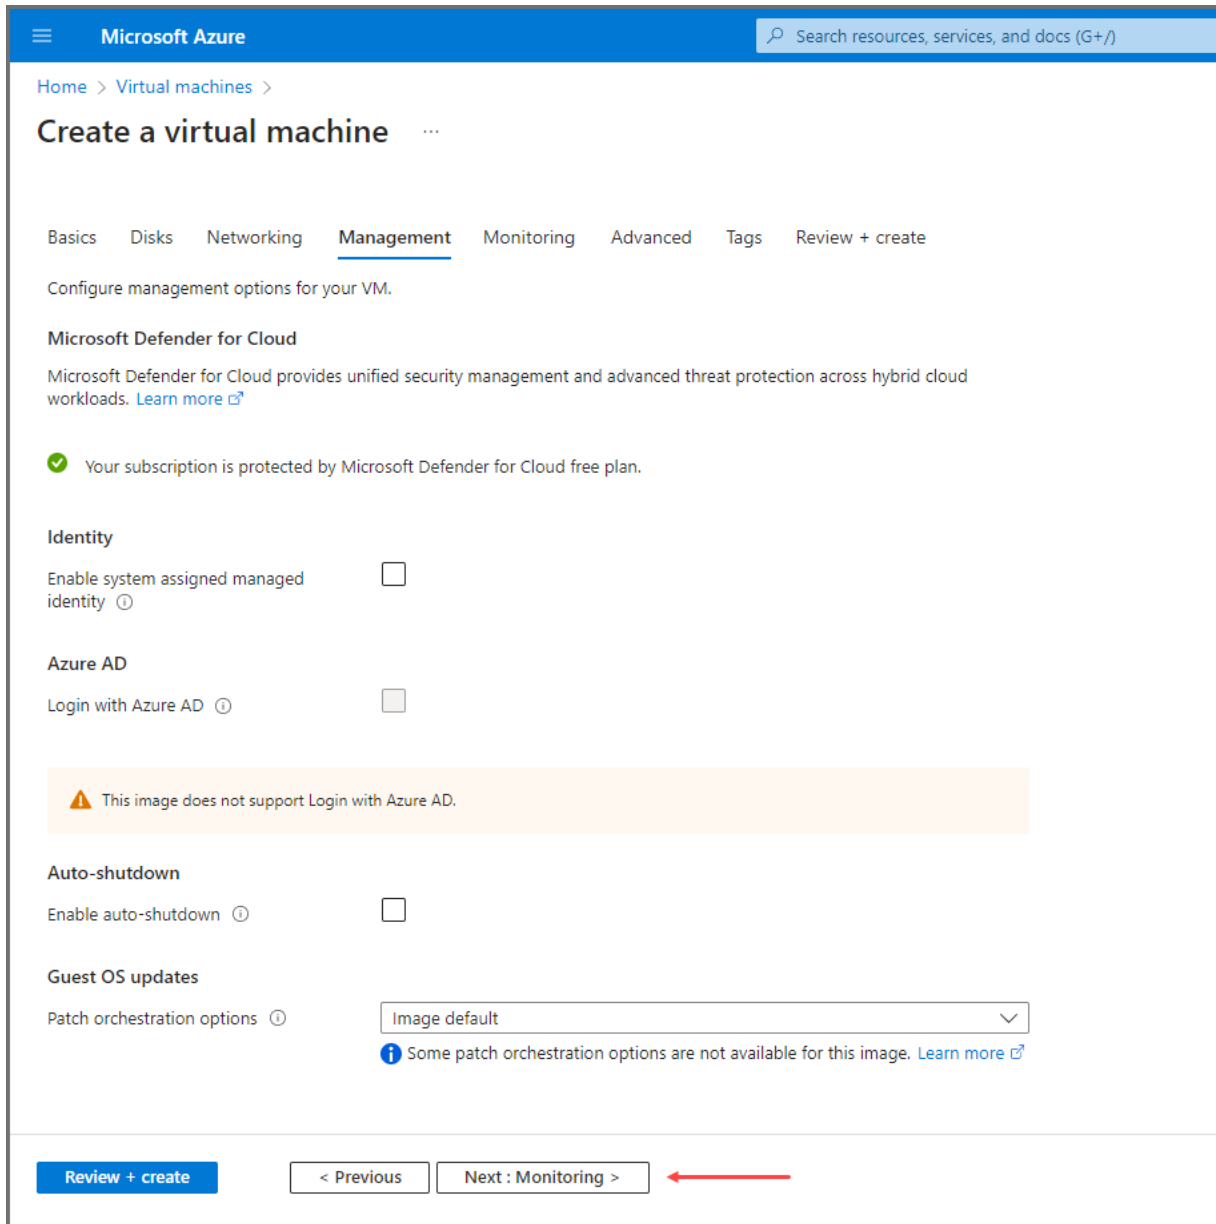 Microsoft Azure
Search resources, services, and docs (G+/)
Home > Virtual machines >
Create a virtual machine ...
Basics Disks Networking Management Monitoring Advanced Tags Review + create
Configure management options for your VM.
Microsoft Defender for Cloud
Microsoft Defender for Cloud provides unified security management and advanced threat protection across hybrid cloud
workloads. Learn more
Your subscription is protected by Microsoft Defender for Cloud free plan.
Identity
Enable system assigned managed
identity
Azure AD
Login with Azure AD
This image does not support Login with Azure AD.
Auto-shutdown
Enable auto-shutdown
Guest OS updates
Patch orchestration options
Image default
Some patch orchestration options are not available for this image. Learn more
Review + create
< Previous
Next : Monitoring >